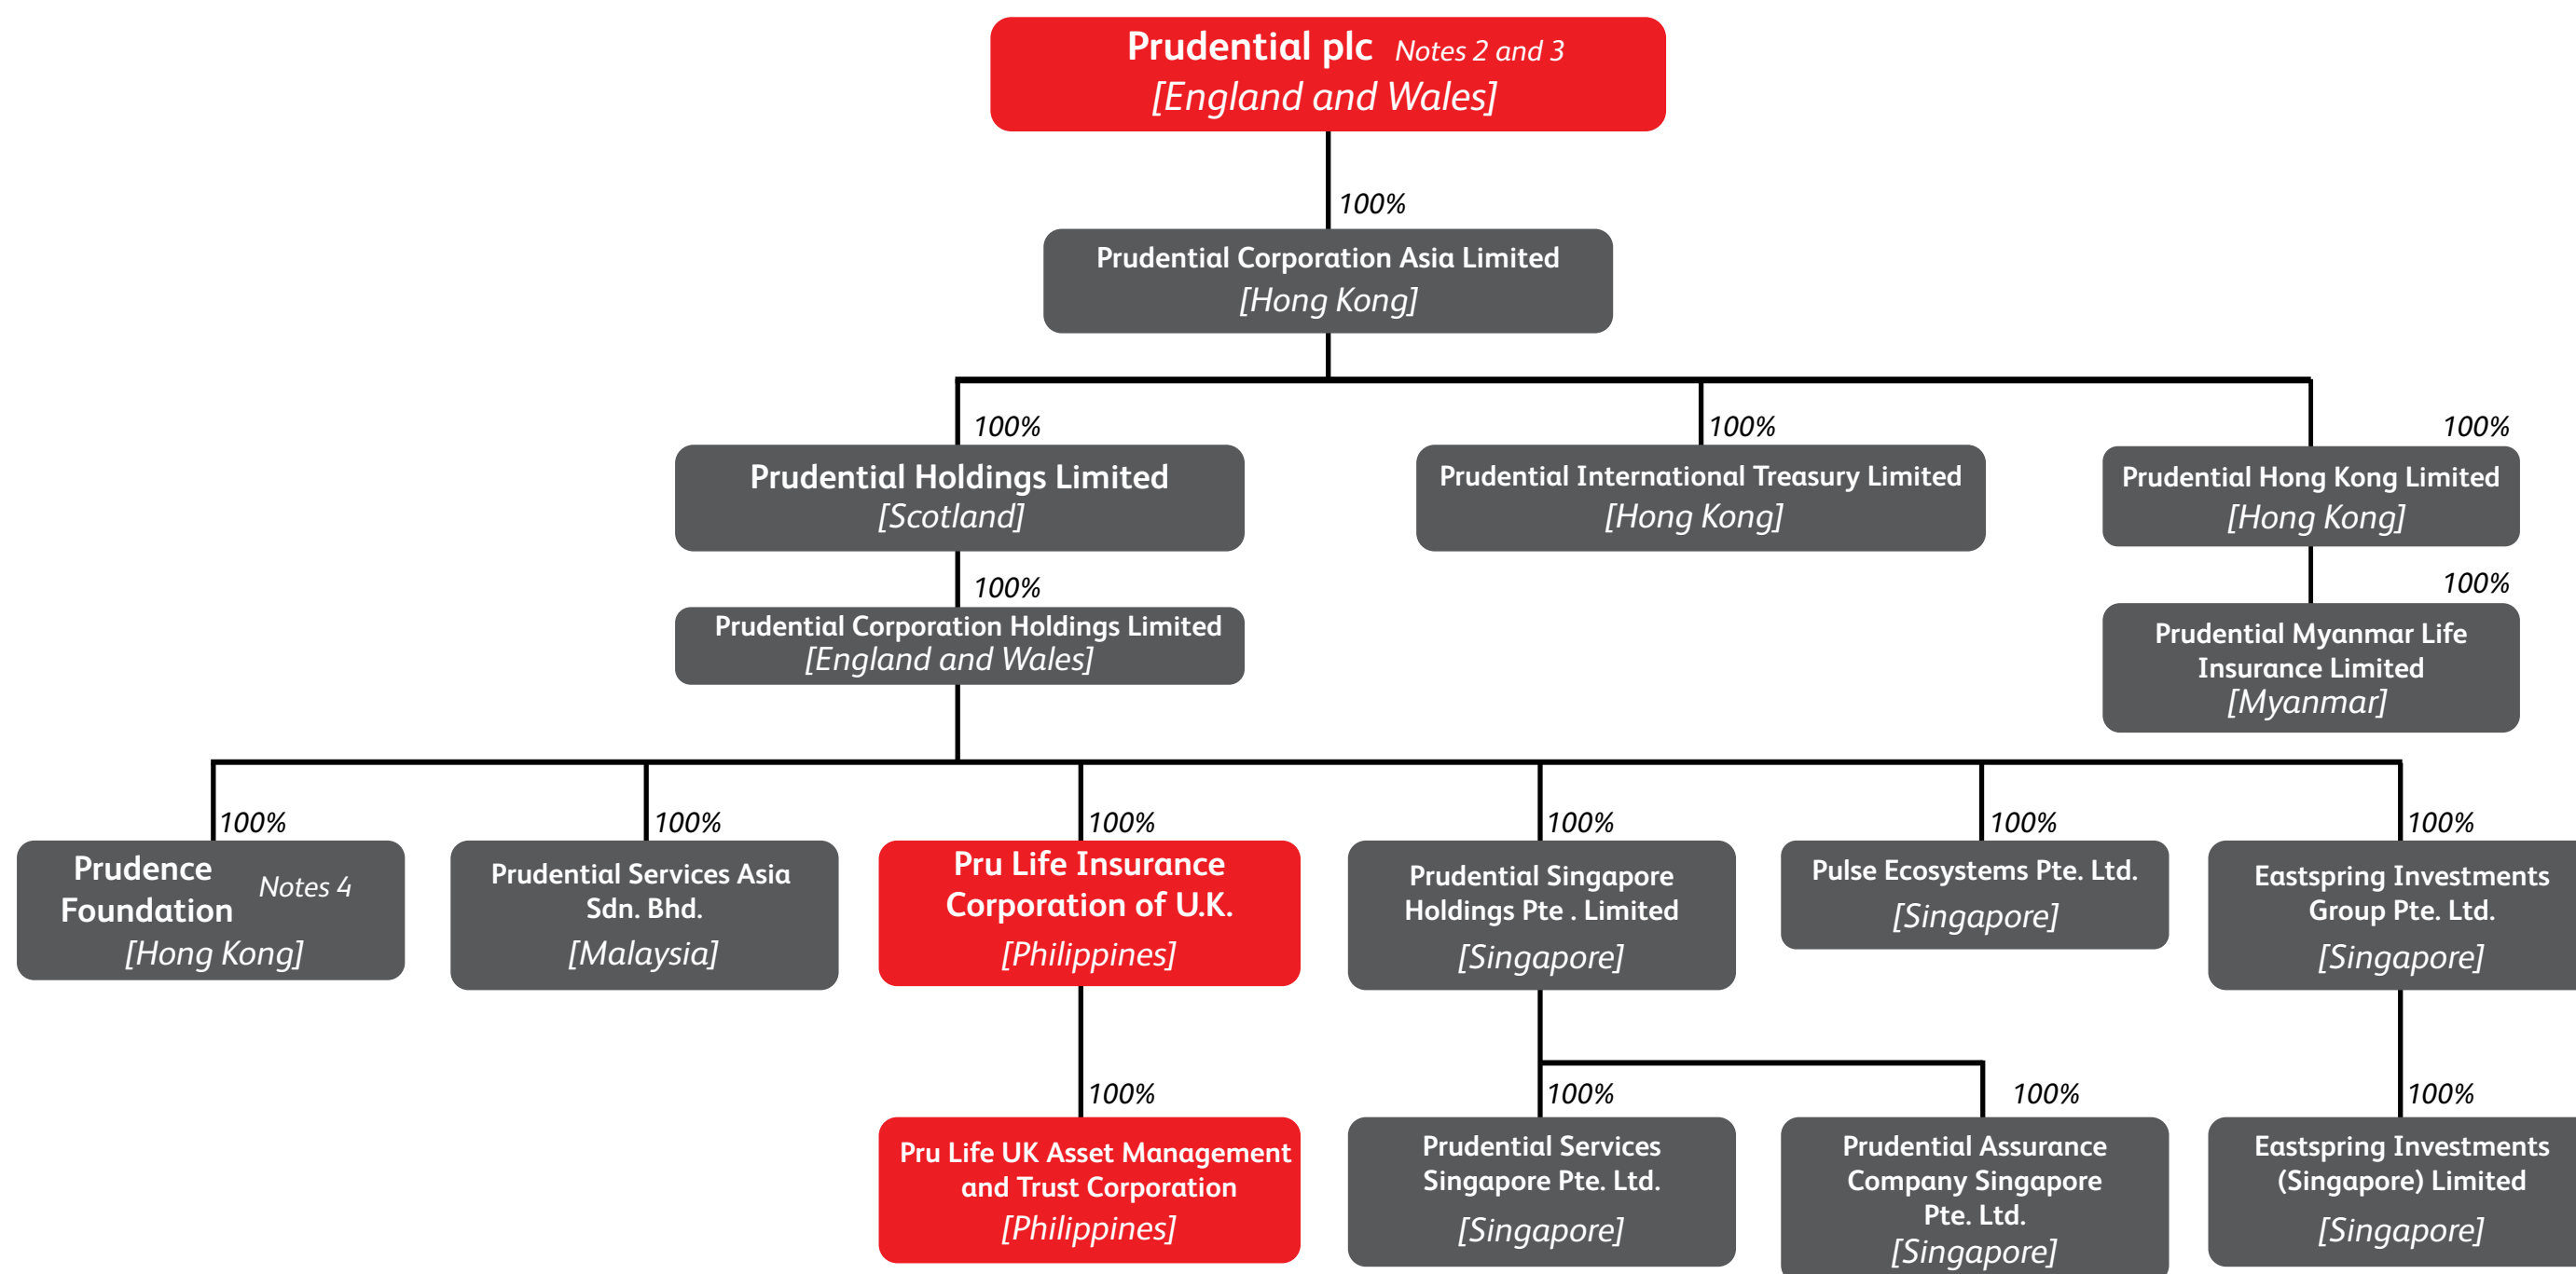 Prudential plc Notes 2 and 3
[England and Wales]
100%
Prudential Corporation Asia Limited
[Hong Kong]
100%
100%
100%
Prudential Holdings Limited
[Scotland]
Prudential International Treasury Limited
[Hong Kong]
Prudential Hong Kong Limited
[Hong Kong]
100%
100%
Prudential Corporation Holdings Limited
[England and Wales]
Prudential Myanmar Life
Insurance Limited
[Myanmar]
100%
100%
100%
100%
100%
100%
Prudence
Foundation
Notes 4
[Hong Kong]
Prudential Services Asia
Sdn. Bhd.
[Malaysia]
Pru Life Insurance
Corporation of U.K.
[Philippines]
Prudential Singapore
Holdings Pte . Limited
[Singapore]
Pulse Ecosystems Pte. Ltd.
[Singapore]
Eastspring Investments
Group Pte. Ltd.
[Singapore]
100%
100%
100%
100%
Pru Life UK Asset Management
and Trust Corporation
[Philippines]
Prudential Services
Singapore Pte. Ltd.
[Singapore]
Prudential Assurance
Company Singapore
Pte. Ltd.
[Singapore]
Eastspring Investments
(Singapore) Limited
[Singapore]